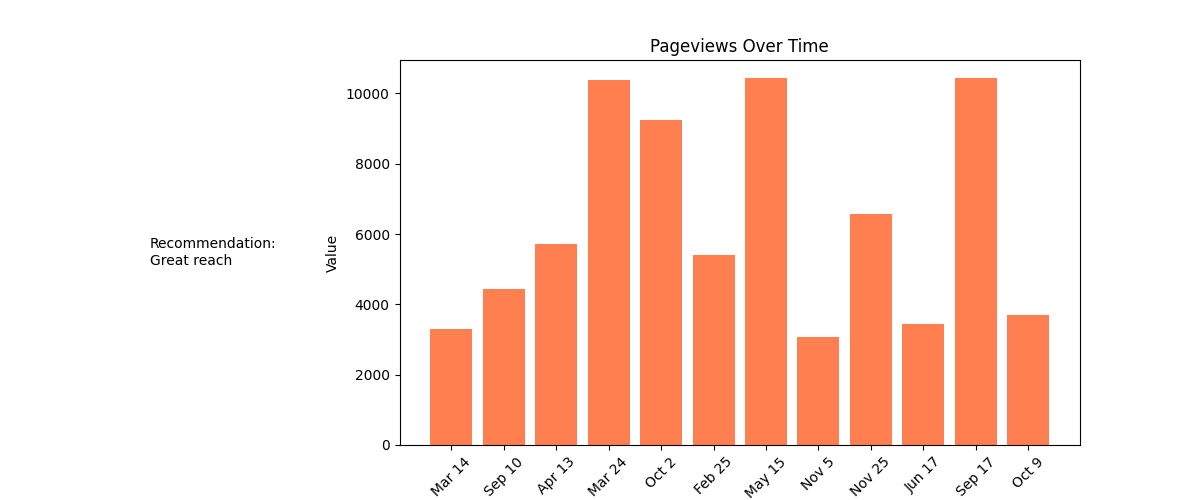 Pageviews Over Time
Recommendation:
Great reach
Value
10000
8000
6000
4000
2000
0
Mar 14
Sep 10
Apr 13
Mar 24
Oct 2
Feb 25
May 15
Nov 5
Nov 25
Jun 17
Sep 17
Oct 9